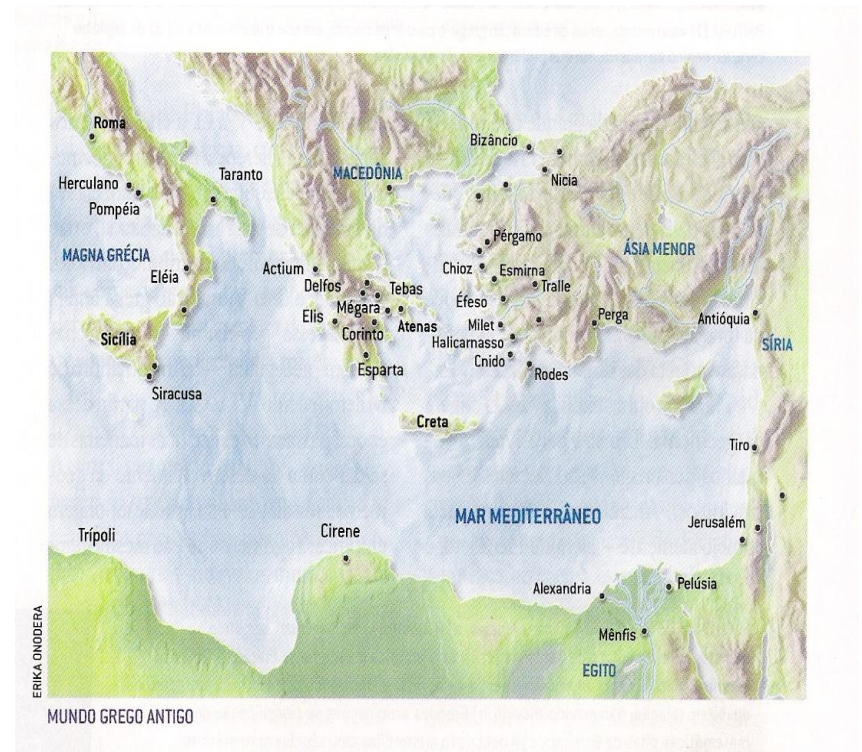 Roma
Herculano
Pompéia
Taranto
MAGNA GRÉCIA
Eléia
Sicília
Siracusa
MACEDÔNIA
Bizâncio
Nicia
Pérgamo
ÁSIA MENOR
Chioz
Esmirna
Tralle
Actium
Delfos
Tebas
Éfeso
Mégara
Elis
Corinto
Atenas
Milet
Halicarnasso
Perga
Antióquia
SÍRIA
Cnido
Rodes
Esparta
Creta
Tiro
MAR MEDITERRÂNEO
Jerusalém
Trípoli
Cirene
Alexandria
Pelúsia
Mênfis
EGITO
ERIKA ONODERA
MUNDO GREGO ANTIGO